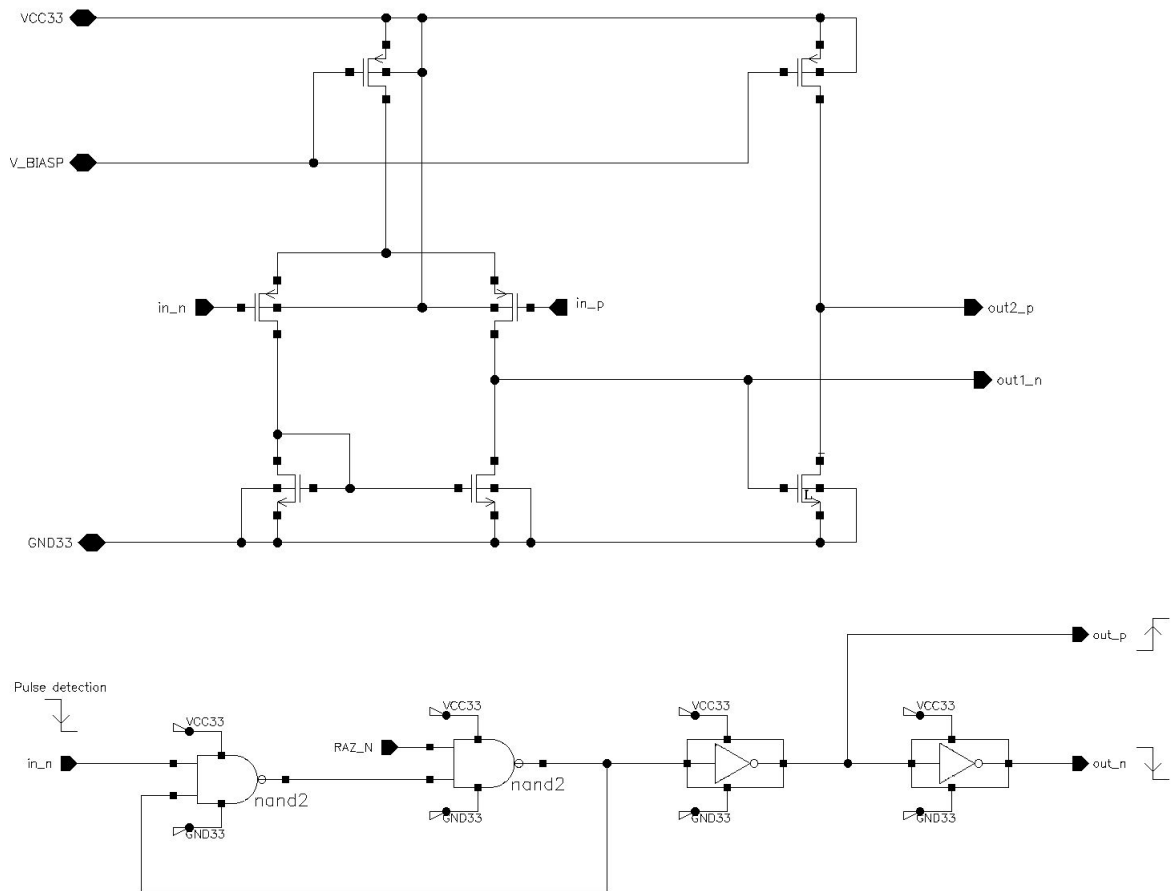 VCC33
V_BIASP
in_n
in_p
out2_p
out1_n
L
GND33
out_p
Pulse detection
VCC33
VCC33
VCC33
VCC33
RAZ_N
in_n
nand2
nand2
out_n
GND33
GND33
GND33
GND33